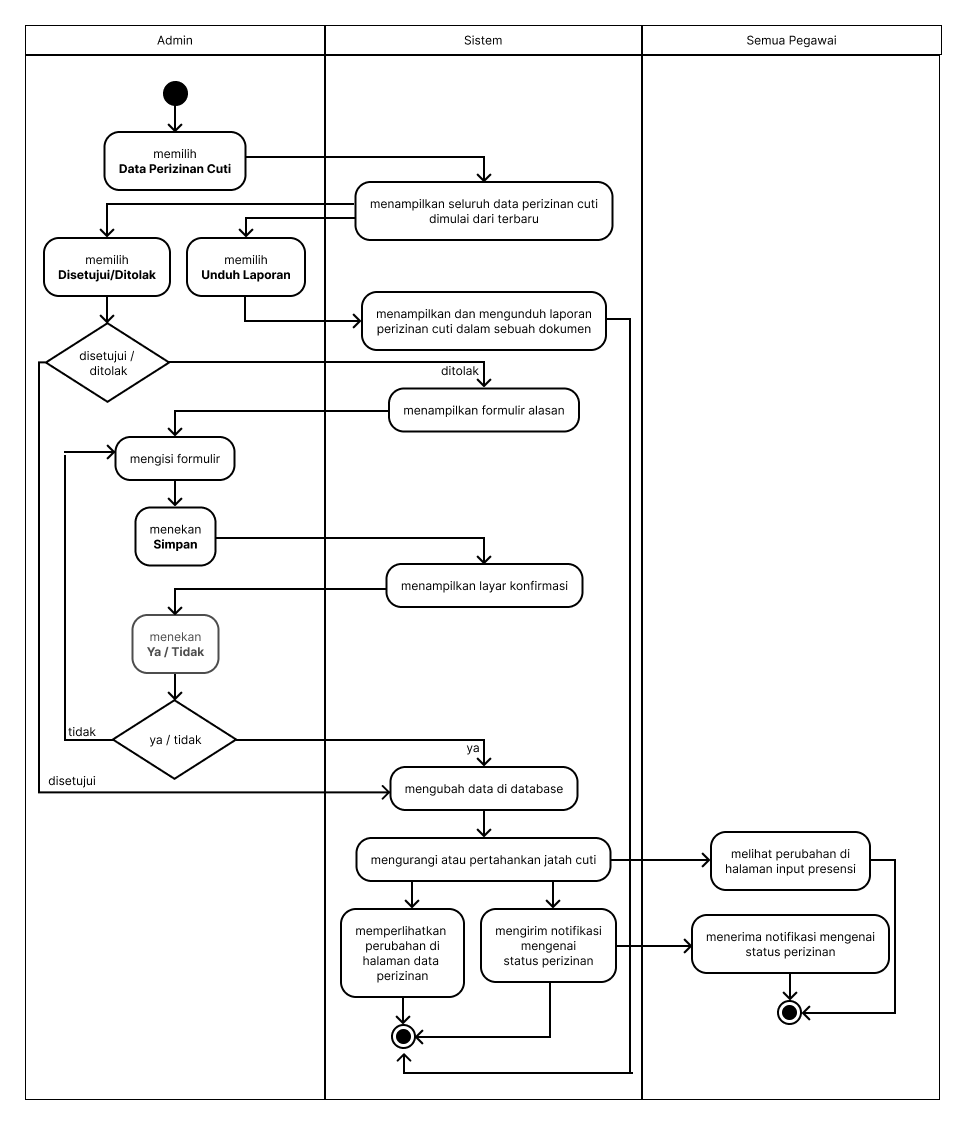 Admin
Sistem
Semua Pegawai
memilih
Data Perizinan Cuti
menampilkan seluruh data perizinan cuti
dimulai dari terbaru
memilih
Disetujui/Ditolak
memilih
Unduh Laporan
menampilkan dan mengunduh laporan
perizinan cuti dalam sebuah dokumen
disetujui /
ditolak
ditolak
menampilkan formulir alasan
mengisi formulir
menekan
Simpan
menampilkan layar konfirmasi
menekan
Ya / Tidak
tidak
ya / tidak
ya
disetujui
mengubah data di database
mengurangi atau pertahankan jatah cuti
melihat perubahan di
halaman input presensi
memperlihatkan
perubahan di
halaman data
perizinan
mengirim notifikasi
mengenai
status perizinan
menerima notifikasi mengenai
status perizinan